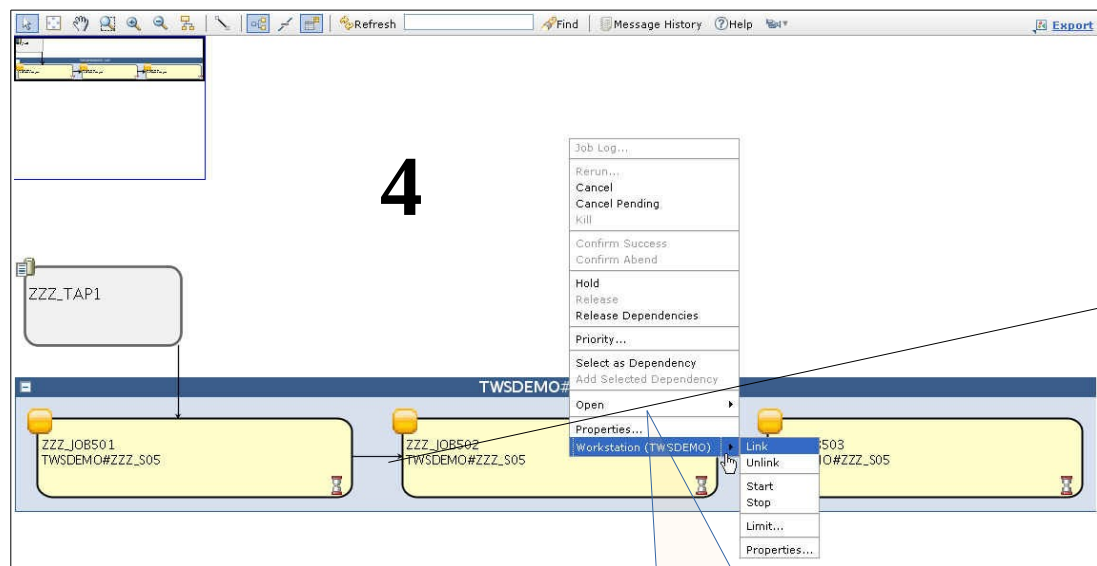 Refresh Find Message History Help Export
4
Job Log...
Rerun...
Cancel
Cancel Pending
Kill
Confirm Success
Confirm Abend
Hold
Release
Release Dependencies
Priority...
Select as Dependency
Add Selected Dependency
Open
Properties...
Workstation (TWSDEMO)
Link
Unlink
Start
Stop
Limit...
Properties...
ZZZ_TAP1
TWSDEMO#
ZZZ_JOB501
TWSDEMO#ZZZ_S05
ZZZ_JOB502
TWSDEMO#ZZZ_S05
503
O#ZZZ_S05